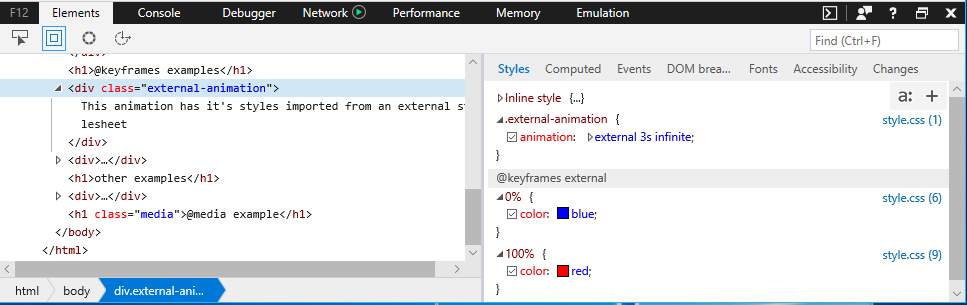 F12 Elements Console Debugger Network Performance Memory Emulation ?
Find (Ctrl+F)
</div>
<h1>@keyframes examples</h1>
<div class="external-animation">
This animation has it's styles imported from an external st
lesheet
</div>
<div>…</div>
<h1>other examples</h1>
<div>…</div>
<h1 class="media">@media example</h1>
</body>
</html>
html body div.external-ani...
Styles Computed Events DOM brea... Fonts Accessibility Changes
Inline style {...}
a: +
.external-animation { style.css (1)
animation: external 3s infinite;
}
@keyframes external
0% { style.css (6)
color: blue;
}
100% { style.css (9)
color: red;
}